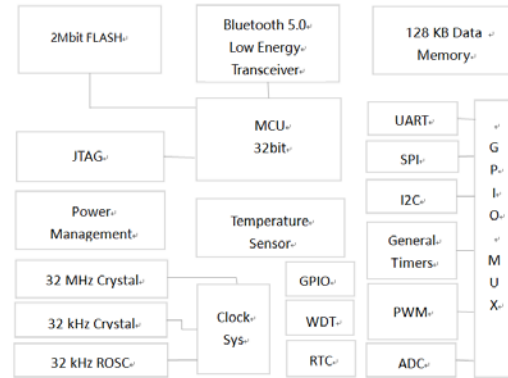 2Mbit FLASH
Bluetooth 5.0
Low Energy
Transceiver
128 KB Data
Memory
MCU
32bit
JTAG
UART
SPI
I2C
General
Timers
PWM
ADC
G
P
I
O
M
U
X
Power
Management
Temperature
Sensor
32 MHz Crystal
32 kHz Crystal
32 kHz ROSC
Clock
Sys
GPIO
WDT
RTC